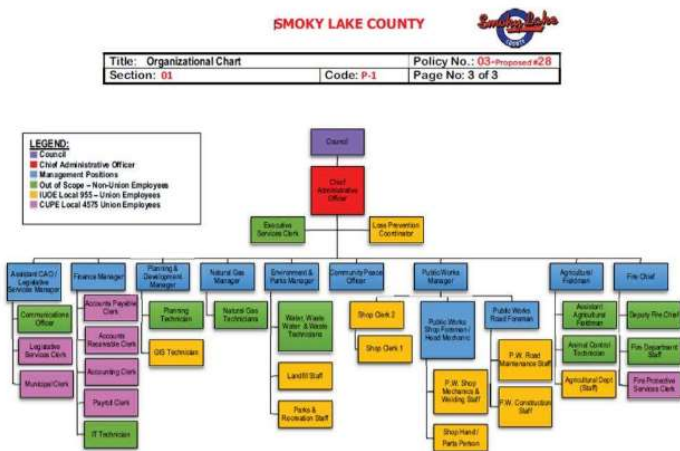 SMOKY LAKE COUNTY
Smoky Lake
COUNTY
Title: Organizational Chart
Policy No.: 03-Proposed#28
Section: 01
Code: P-1
Page No: 3 of 3
LEGEND:
Council
Chief Administrative Officer
Management Positions
Out of Scope – Non-Union Employees
IUOE Local 955 – Union Employees
CUPE Local 4575 Union Employees
Council
Chief
Administrative
Officer
Executive
Services Clerk
Loss Prevention
Coordinator
Assistant CAO /
Legislative
Services Manager
Communications
Officer
Legislative
Services Clerk
Municipal Clerk
Finance Manager
Accounts Payable
Clerk
Accounts
Receivable Clerk
Accounting Clerk
Payroll Clerk
IT Technician
Planning &
Development
Manager
Planning
Technician
GIS Technician
Natural Gas
Manager
Natural Gas
Technicians
Environment &
Parks Manager
Water, Waste
Water & Waste
Technicians
Landfill Staff
Parks &
Recreation Staff
Community Peace
Officer
Public Works
Manager
Shop Clerk 2
Shop Clerk 1
Public Works
Shop Foreman /
Head Mechanic
P.W. Shop
Mechanic &
Welding Staff
Shop Hand /
Parts Person
Public Works
Road Foreman
P.W. Road
Maintenance Staff
P.W. Construction
Staff
Agricultural
Fieldman
Assistant
Agricultural
Fieldman
Animal Control
Technician
Agricultural Dept
(Staff)
Fire Chief
Deputy Fire Chief
Fire Department
Staff
Fire Protective
Services Clerk